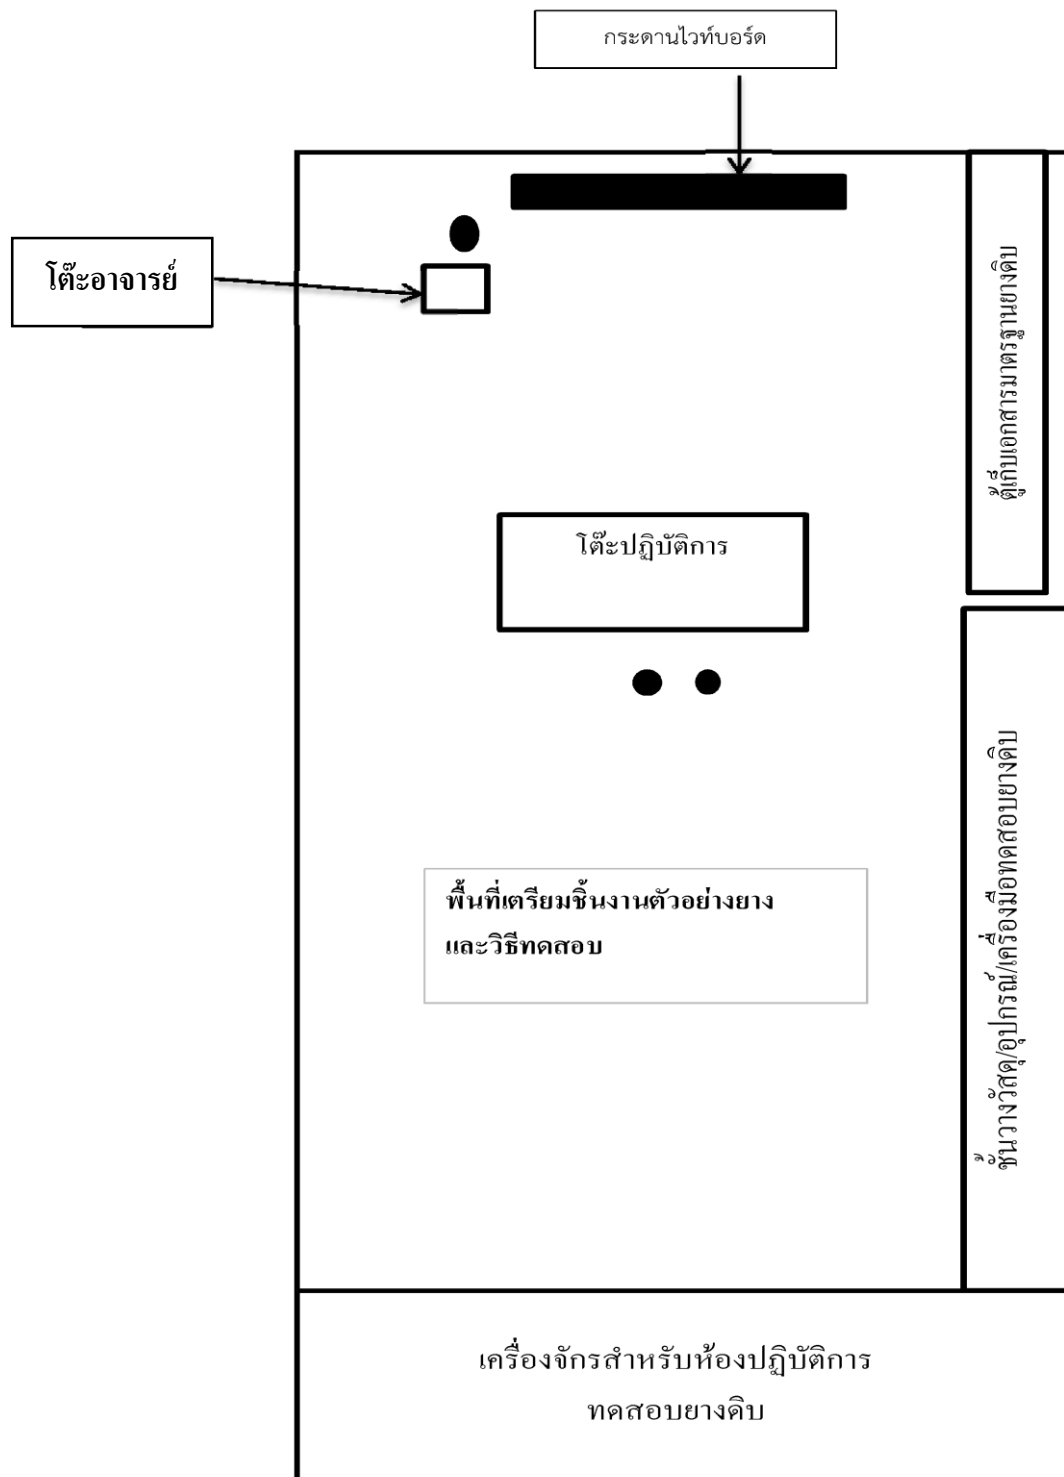 กระดานไวท์บอร์ด
โต๊ะอาจารย์
ตู้เก็บเอกสารมาตรฐานยางดิบ
โต๊ะปฏิบัติการ
ชั้นวางวัสดุ/อุปกรณ์/เครื่องมือทดสอบยางดิบ
พื้นที่เตรียมชิ้นงานตัวอย่างยาง
และวิธีทดสอบ
เครื่องจักรสำหรับห้องปฏิบัติการ
ทดสอบยางดิบ